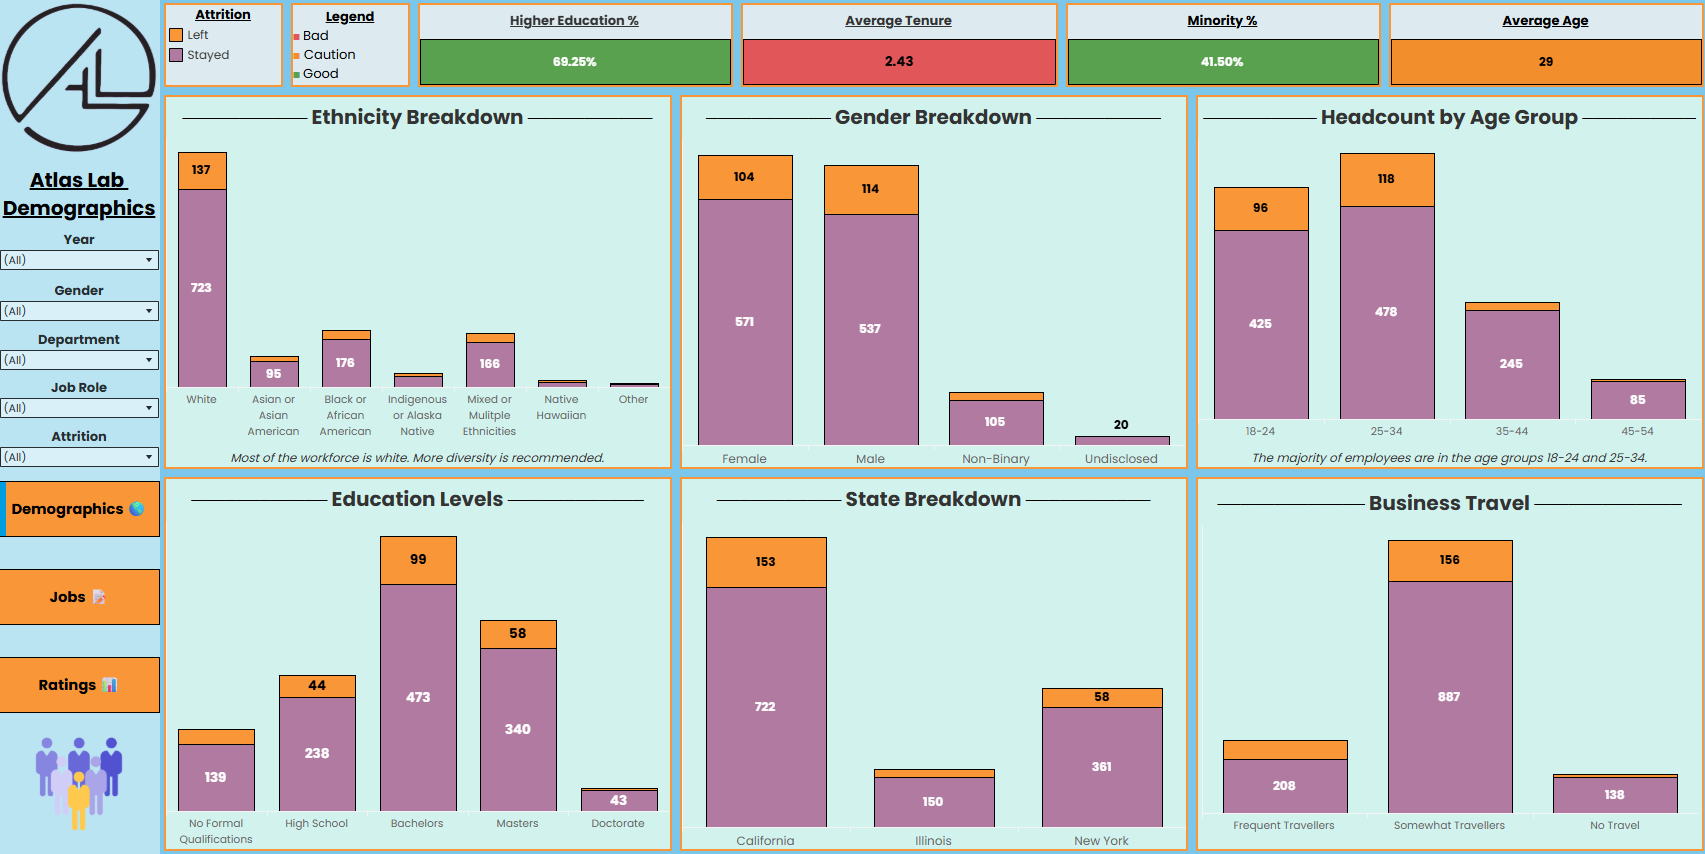 Atlas Lab
Demographics
Year
(All)
Gender
(All)
Department
(All)
Job Role
(All)
Attrition
(All)
Demographics
Jobs
Ratings
Attrition
Left
Stayed
Legend
Bad
Caution
Good
Higher Education %
69.25%
Average Tenure
2.43
Minority %
41.50%
Average Age
29
Ethnicity Breakdown
137
723
95
176
166
White
Asian or
Asian
American
Black or
African
American
Indigenous
or Alaska
Native
Mixed or
Mulitple
Ethnicities
Native
Hawaiian
Other
Most of the workforce is white. More diversity is recommended.
Gender Breakdown
104
571
114
537
105
20
Female
Male
Non-Binary
Undisclosed
Headcount by Age Group
96
425
118
478
245
85
18-24
25-34
35-44
45-54
The majority of employees are in the age groups 18-24 and 25-34.
Education Levels
139
44
238
99
473
58
340
43
No Formal
Qualifications
High School
Bachelors
Masters
Doctorate
State Breakdown
153
722
150
58
361
California
Illinois
New York
Business Travel
208
156
887
138
Frequent Travellers
Somewhat Travellers
No Travel